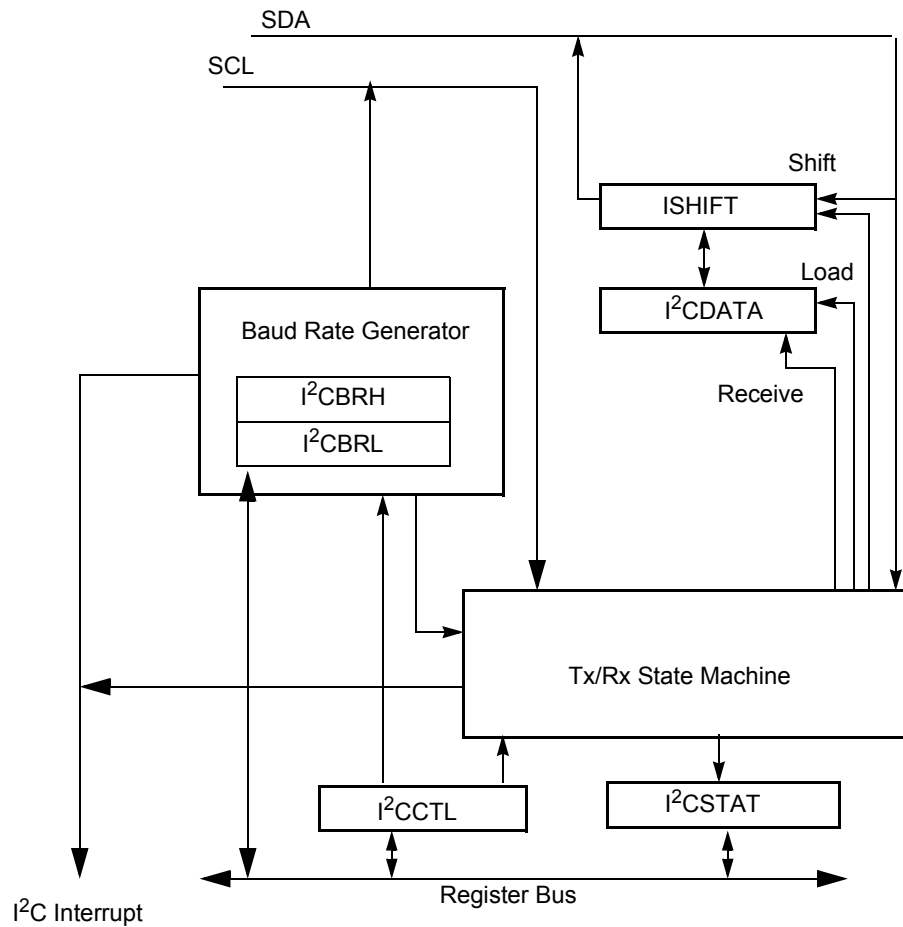 SDA
SCL
Shift
ISHIFT
Load
I²CDATA
Baud Rate Generator
Receive
I²CBRH
I²CBRL
Tx/Rx State Machine
I²CCTL
I²CSTAT
Register Bus
I²C Interrupt